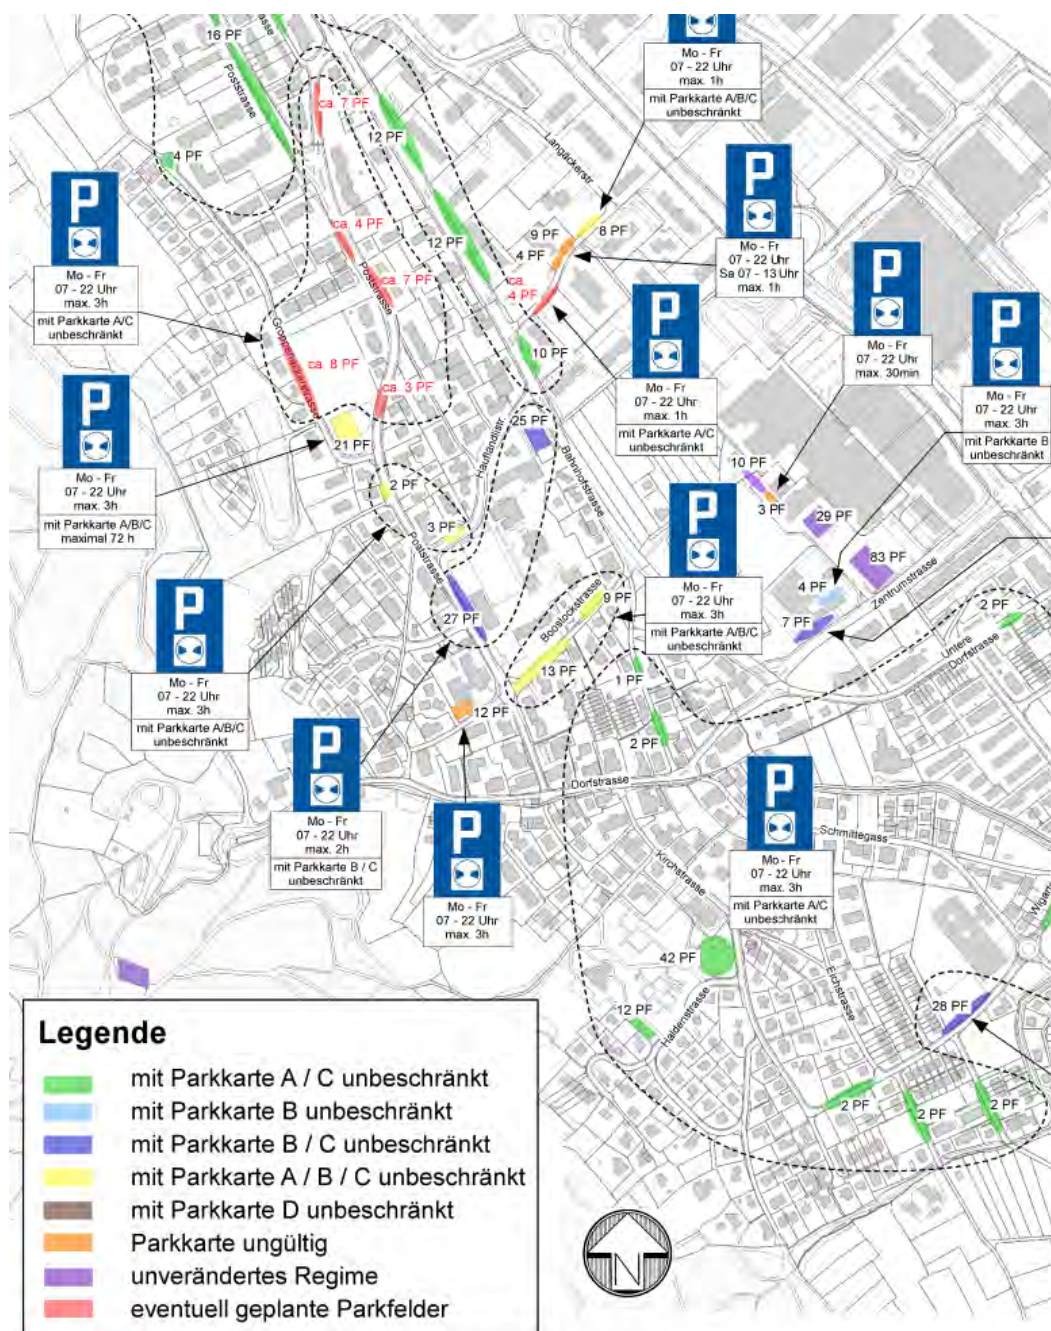 16 PF
Poststrasse
ca. 7 PF
4 PF
12 PF
Langäckerstr
P
Mo - Fr
07 - 22 Uhr
max. 1h
mit Parkkarte A/B/C
unbeschränkt
ca. 4 PF
12 PF
9 PF
8 PF
4 PF
P
Mo - Fr
07 - 22 Uhr
Sa 07 - 13 Uhr
max. 1h
P
Mo - Fr
07 - 22 Uhr
max. 3h
mit Parkkarte A/C
unbeschränkt
ca. 7 PF
Poststrasse
ca.
4 PF
P
Mo - Fr
07 - 22 Uhr
max. 30min
P
Mo - Fr
07 - 22 Uhr
max. 3h
mit Parkkarte B
unbeschränkt
ca. 8 PF
10 PF
P
Mo - Fr
07 - 22 Uhr
max. 1h
mit Parkkarte A/C
unbeschränkt
ca. 3 PF
P
Mo - Fr
07 - 22 Uhr
max. 3h
mit Parkkarte A/B/C
maximal 72 h
21 PF
25 PF
Haufländlistr
Bahnhofstrasse
2 PF
3 PF
Poststrasse
10 PF
3 PF
29 PF
83 PF
4 PF
7 PF
Zentrumstrasse
P
Mo - Fr
07 - 22 Uhr
max. 3h
mit Parkkarte A/B/C
unbeschränkt
27 PF
Boostockstrasse
9 PF
13 PF
1 PF
2 PF
2 PF
Untere
Dorfstrasse
P
Mo - Fr
07 - 22 Uhr
max. 3h
mit Parkkarte A/B/C
unbeschränkt
12 PF
P
Mo - Fr
07 - 22 Uhr
max. 2h
mit Parkkarte B / C
unbeschränkt
Dorfstrasse
P
Mo - Fr
07 - 22 Uhr
max. 3h
P
Mo - Fr
07 - 22 Uhr
max. 3h
mit Parkkarte A/C
unbeschränkt
Schmittegass
Kirchstrasse
42 PF
12 PF
Haldenstrasse
Eichstrasse
28 PF
2 PF
2 PF
2 PF
N
Legende
mit Parkkarte A / C unbeschränkt
mit Parkkarte B unbeschränkt
mit Parkkarte B / C unbeschränkt
mit Parkkarte A / B / C unbeschränkt
mit Parkkarte D unbeschränkt
Parkkarte ungültig
unverändertes Regime
eventuell geplante Parkfelder